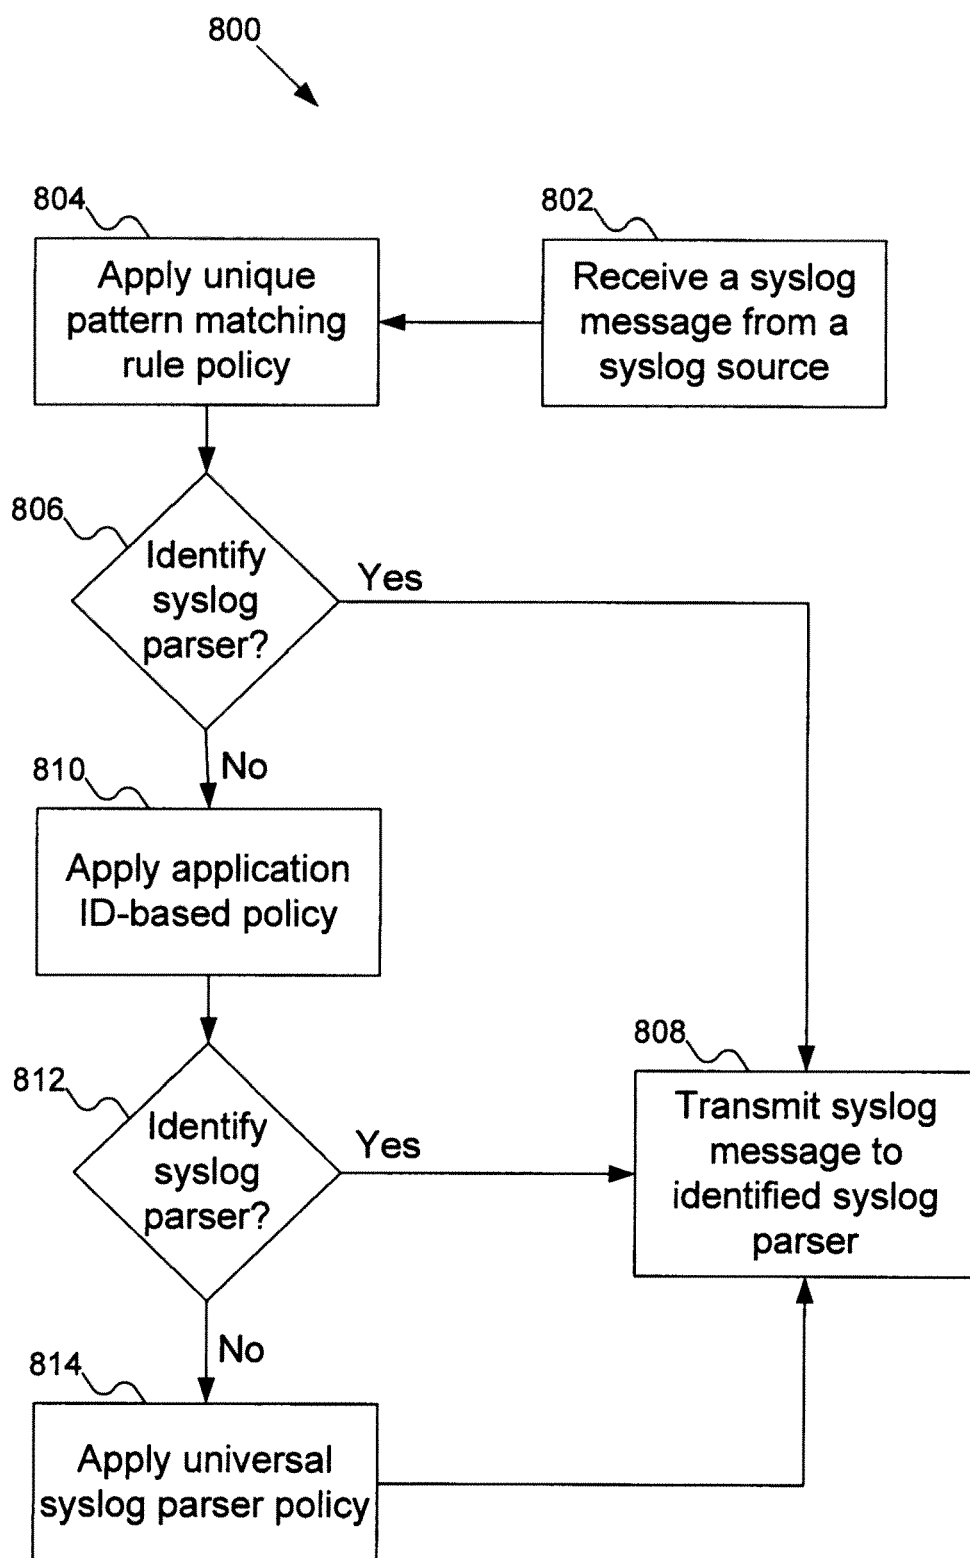 800
804
Apply unique
pattern matching
rule policy
802
Receive a syslog
message from a
syslog source
806
Identify
syslog
parser?
Yes
No
810
Apply application
ID-based policy
812
Identify
syslog
parser?
Yes
808
Transmit syslog
message to
identified syslog
parser
No
814
Apply universal
syslog parser policy